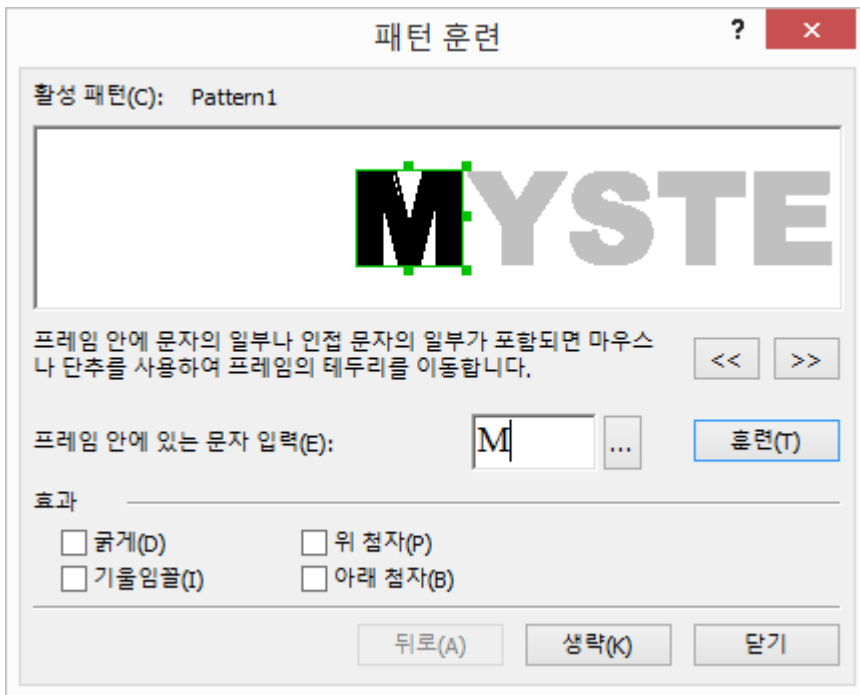 패턴 훈련
?
×
활성 패턴(C): Pattern1
MYSTE
프레임 안에 문자의 일부나 인접 문자의 일부가 포함되면 마우스
나 단추를 사용하여 프레임의 테두리를 이동합니다.
<< >>
프레임 안에 있는 문자 입력(E): M ... 훈련(T)
효과
굵게(D) 위 첨자(P)
기울임꼴(I) 아래 첨자(B)
뒤로(A) 생략(K) 닫기